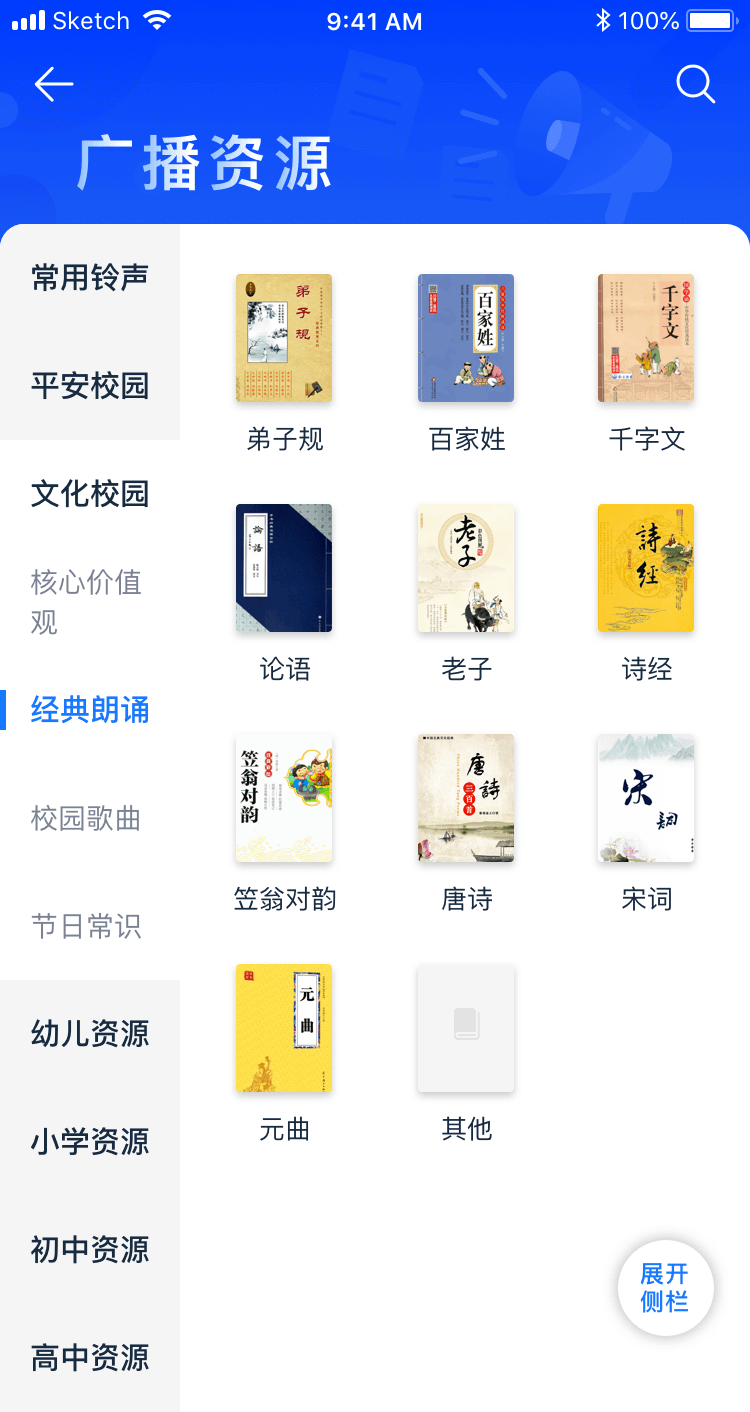 Sketch 9:41 AM 100%
广播资源
常用铃声
平安校园
文化校园
核心价值
观
经典朗诵
校园歌曲
节日常识
幼儿资源
小学资源
初中资源
高中资源
弟子规
百家姓
千字文
弟子规
百家姓
千字文
論語
老子
詩經
论语
老子
诗经
笠翁对韵
唐詩
三百首
宋詞
笠翁对韵
唐诗
宋词
元曲
元曲
其他
展开
侧栏